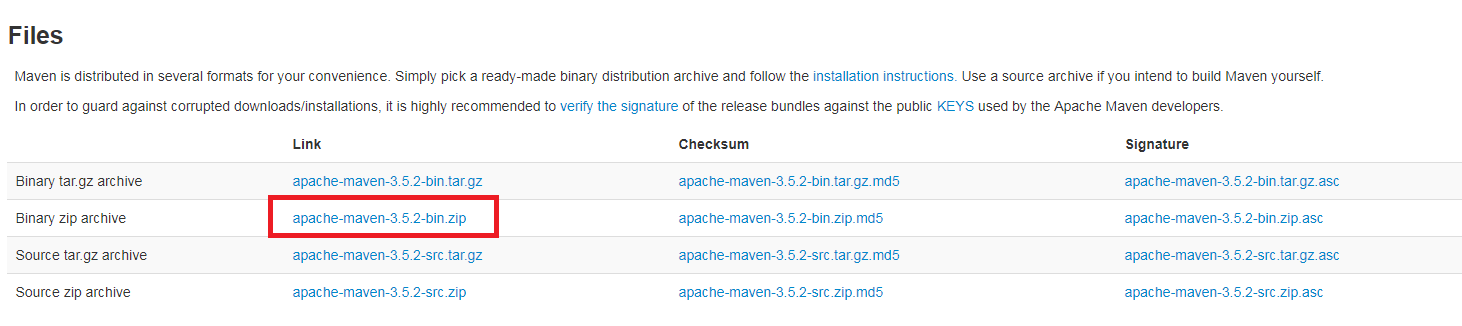 Files
Maven is distributed in several formats for your convenience. Simply pick a ready-made binary distribution archive and follow the installation instructions. Use a source archive if you intend to build Maven yourself.
In order to guard against corrupted downloads/installations, it is highly recommended to verify the signature of the release bundles against the public KEYS used by the Apache Maven developers.
Link Checksum Signature
Binary tar.gz archive apache-maven-3.5.2-bin.tar.gz apache-maven-3.5.2-bin.tar.gz.md5 apache-maven-3.5.2-bin.tar.gz.asc
Binary zip archive apache-maven-3.5.2-bin.zip apache-maven-3.5.2-bin.zip.md5 apache-maven-3.5.2-bin.zip.asc
Source tar.gz archive apache-maven-3.5.2-src.tar.gz apache-maven-3.5.2-src.tar.gz.md5 apache-maven-3.5.2-src.tar.gz.asc
Source zip archive apache-maven-3.5.2-src.zip apache-maven-3.5.2-src.zip.md5 apache-maven-3.5.2-src.zip.asc